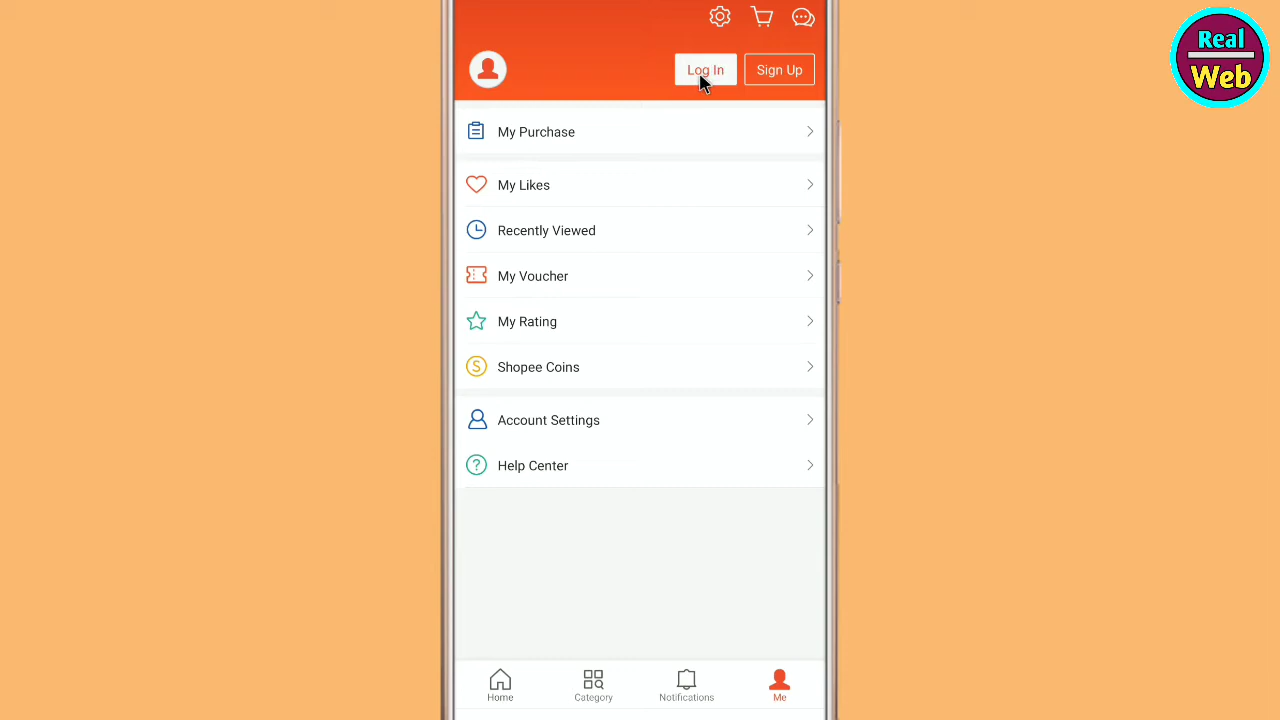 Real
Web
Log In
Sign Up
My Purchase
My Likes
Recently Viewed
My Voucher
My Rating
S
Shopee Coins
Account Settings
?
Help Center
Home
Category
Notifications
Me